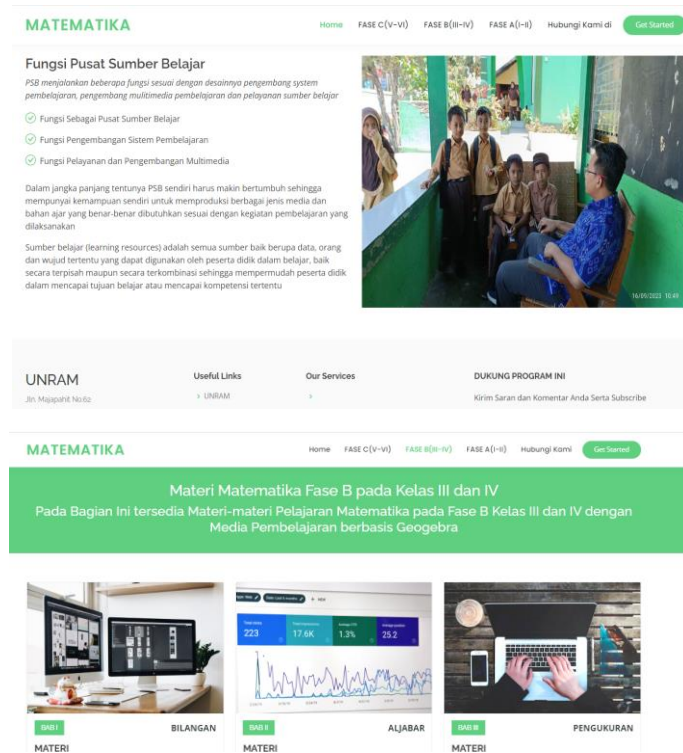 MATEMATIKA
Home FASE C(V-VI) FASE B(III-IV) FASE A(I-II) Hubungi Kami di Get Started
Fungsi Pusat Sumber Belajar
PSB menjalankan beberapa fungsi sesuai dengan desainnya pengembang system
pembelajaran, pengembang mulitimedia pembelajaran dan pelayanan sumber belajar
Fungsi Sebagai Pusat Sumber Belajar
Fungsi Pengembangan Sistem Pembelajaran
Fungsi Pelayanan dan Pengembangan Multimedia
Dalam jangka panjang tentunya PSB sendiri harus makin bertumbuh sehingga
mempunyai kemampuan sendiri untuk memproduksi berbagai jenis media dan
bahan ajar yang benar-benar dibutuhkan sesuai dengan kegiatan pembelajaran yang
dilaksanakan
Sumber belajar (learning resources) adalah semua sumber baik berupa data, orang
dan wujud tertentu yang dapat digunakan oleh peserta didik dalam belajar, baik
secara terpisah maupun secara terkombinasi sehingga mempermudah peserta didik
dalam mencapai tujuan belajar atau mencapai kompetensi tertentu
16/09/2023 10:49
UNRAM
Jln. Majapahit No.62
Useful Links
UNRAM
Our Services
DUKUNG PROGRAM INI
Kirim Saran dan Komentar Anda Serta Subscribe
MATEMATIKA
Home FASE C(V-VI) FASE B(III-IV) FASE A(I-II) Hubungi Kami Get Started
Materi Matematika Fase B pada Kelas III dan IV
Pada Bagian Ini tersedia Materi-materi Pelajaran Matematika pada Fase B Kelas III dan IV dengan
Media Pembelajaran berbasis Geogebra
223 17.6K 1.3% 25.2
BAB I BILANGAN
MATERI
BAB II ALJABAR
MATERI
BAB III PENGUKURAN
MATERI